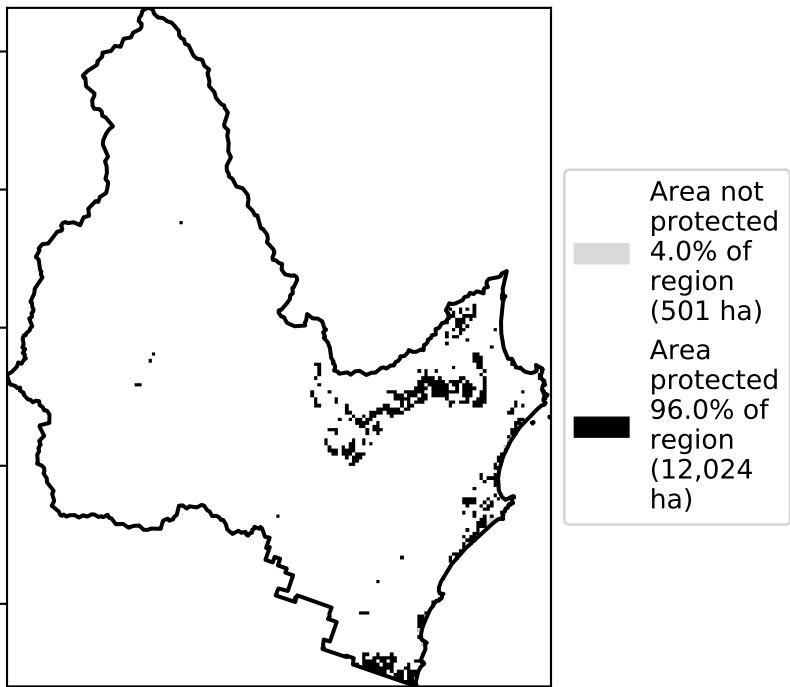 Area not
protected
4.0% of
region
(501 ha)
Area
protected
96.0% of
region
(12,024
ha)